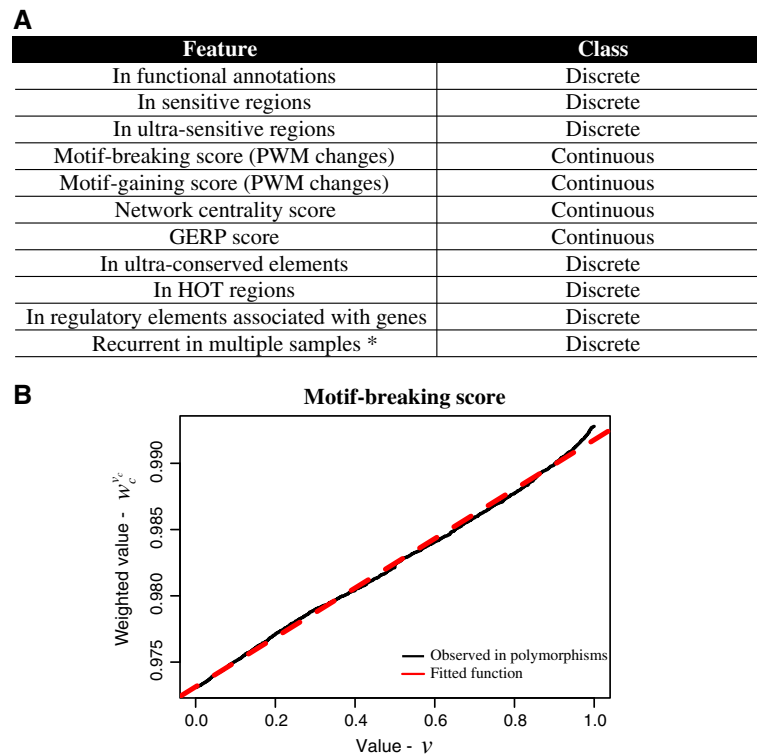 A
Feature Class
In functional annotations Discrete
In sensitive regions Discrete
In ultra-sensitive regions Discrete
Motif-breaking score (PWM changes) Continuous
Motif-gaining score (PWM changes) Continuous
Network centrality score Continuous
GERP score Continuous
In ultra-conserved elements Discrete
In HOT regions Discrete
In regulatory elements associated with genes Discrete
Recurrent in multiple samples * Discrete
B
Motif-breaking score
Weighted value - w_c^{v_c}
0.990
0.985
0.980
0.975
Observed in polymorphisms
Fitted function
0.0 0.2 0.4 0.6 0.8 1.0
Value - v